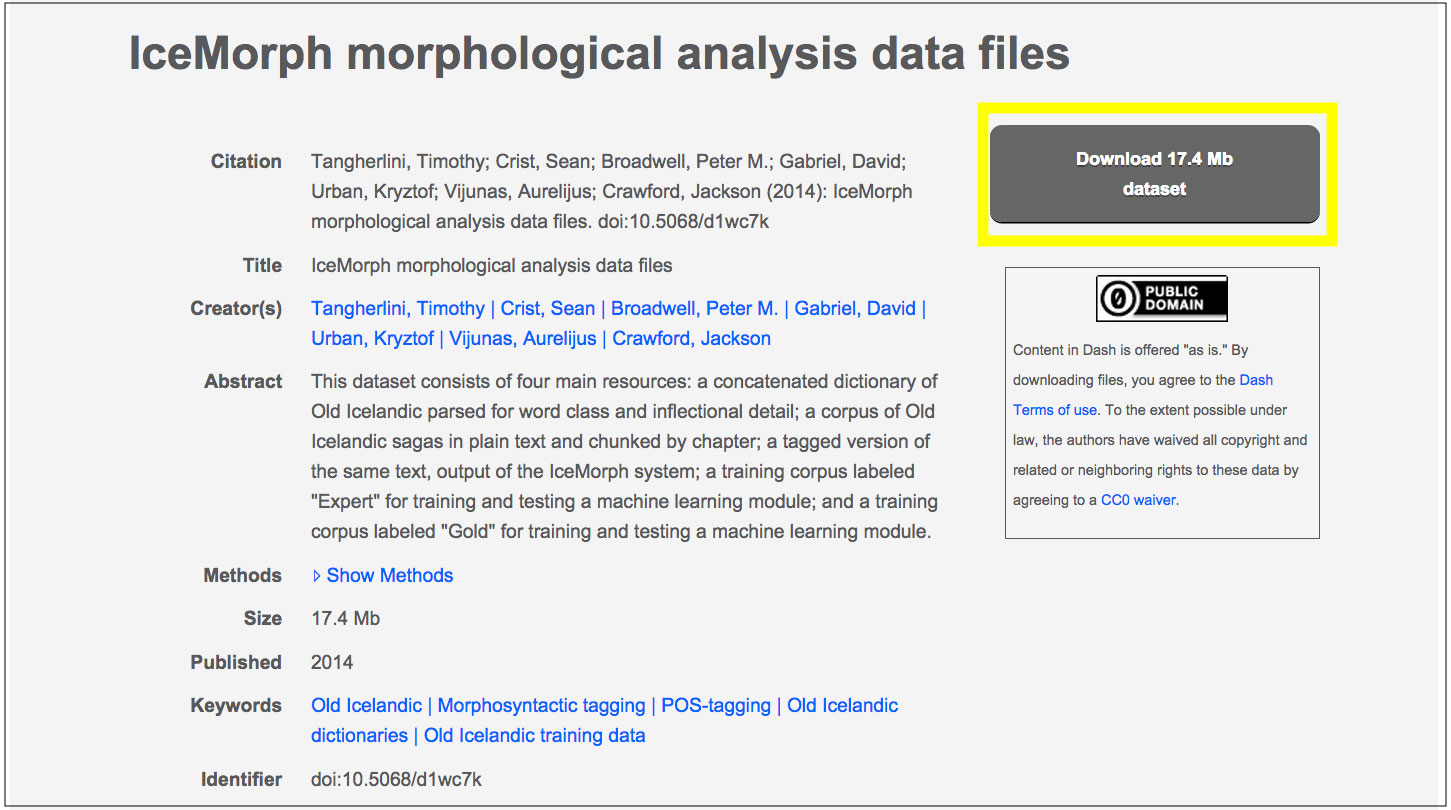 IceMorph morphological analysis data files
Citation
Tangherlini, Timothy; Crist, Sean; Broadwell, Peter M.; Gabriel, David;
Urban, Kryztof; Vijunas, Aurelijus; Crawford, Jackson (2014): IceMorph
morphological analysis data files. doi:10.5068/d1wc7k
Title
IceMorph morphological analysis data files
Creator(s)
Tangherlini, Timothy | Crist, Sean | Broadwell, Peter M. | Gabriel, David |
Urban, Kryztof | Vijunas, Aurelijus | Crawford, Jackson
Abstract
This dataset consists of four main resources: a concatenated dictionary of
Old Icelandic parsed for word class and inflectional detail; a corpus of Old
Icelandic sagas in plain text and chunked by chapter; a tagged version of
the same text, output of the IceMorph system; a training corpus labeled
"Expert" for training and testing a machine learning module; and a training
corpus labeled "Gold" for training and testing a machine learning module.
Methods
Show Methods
Size
17.4 Mb
Published
2014
Keywords
Old Icelandic | Morphosyntactic tagging | POS-tagging | Old Icelandic
dictionaries | Old Icelandic training data
Identifier
doi:10.5068/d1wc7k
Download 17.4 Mb
dataset
0 PUBLIC
DOMAIN
Content in Dash is offered "as is." By
downloading files, you agree to the Dash
Terms of use. To the extent possible under
law, the authors have waived all copyright and
related or neighboring rights to these data by
agreeing to a CC0 waiver.